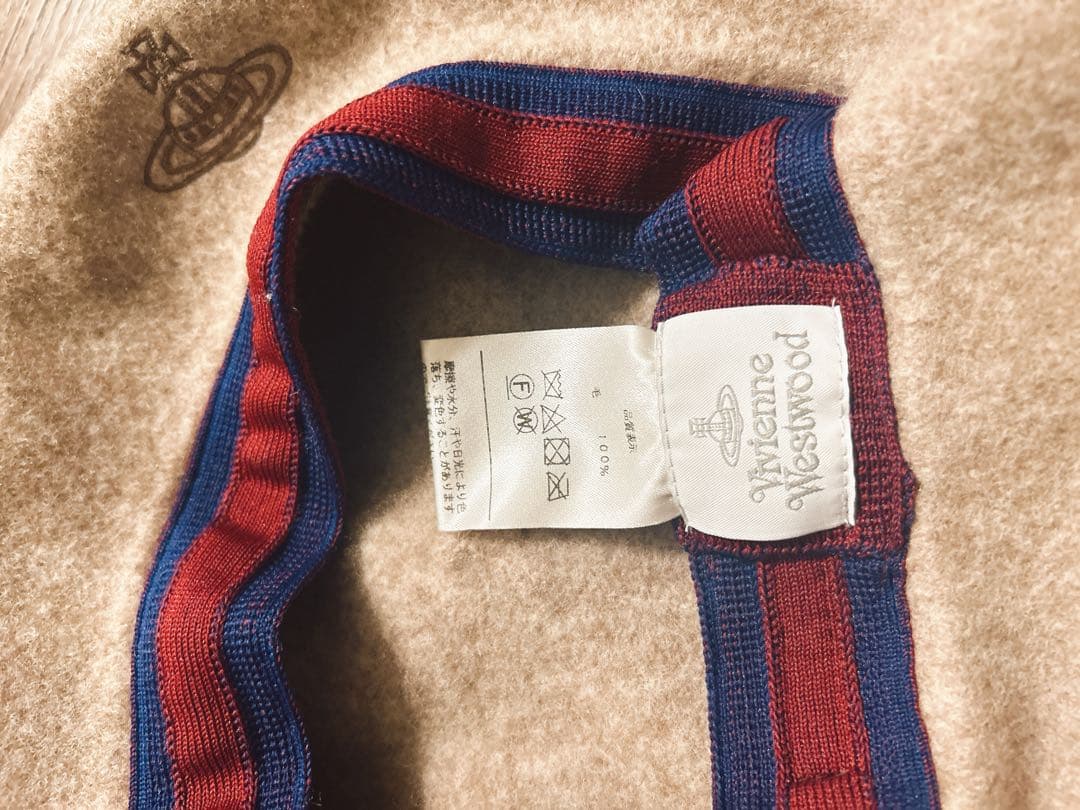 Vivienne
Westwood
品質表示
毛 100%
F
W
摩擦や水分、汗や日光により色
落ち、変色することがあります